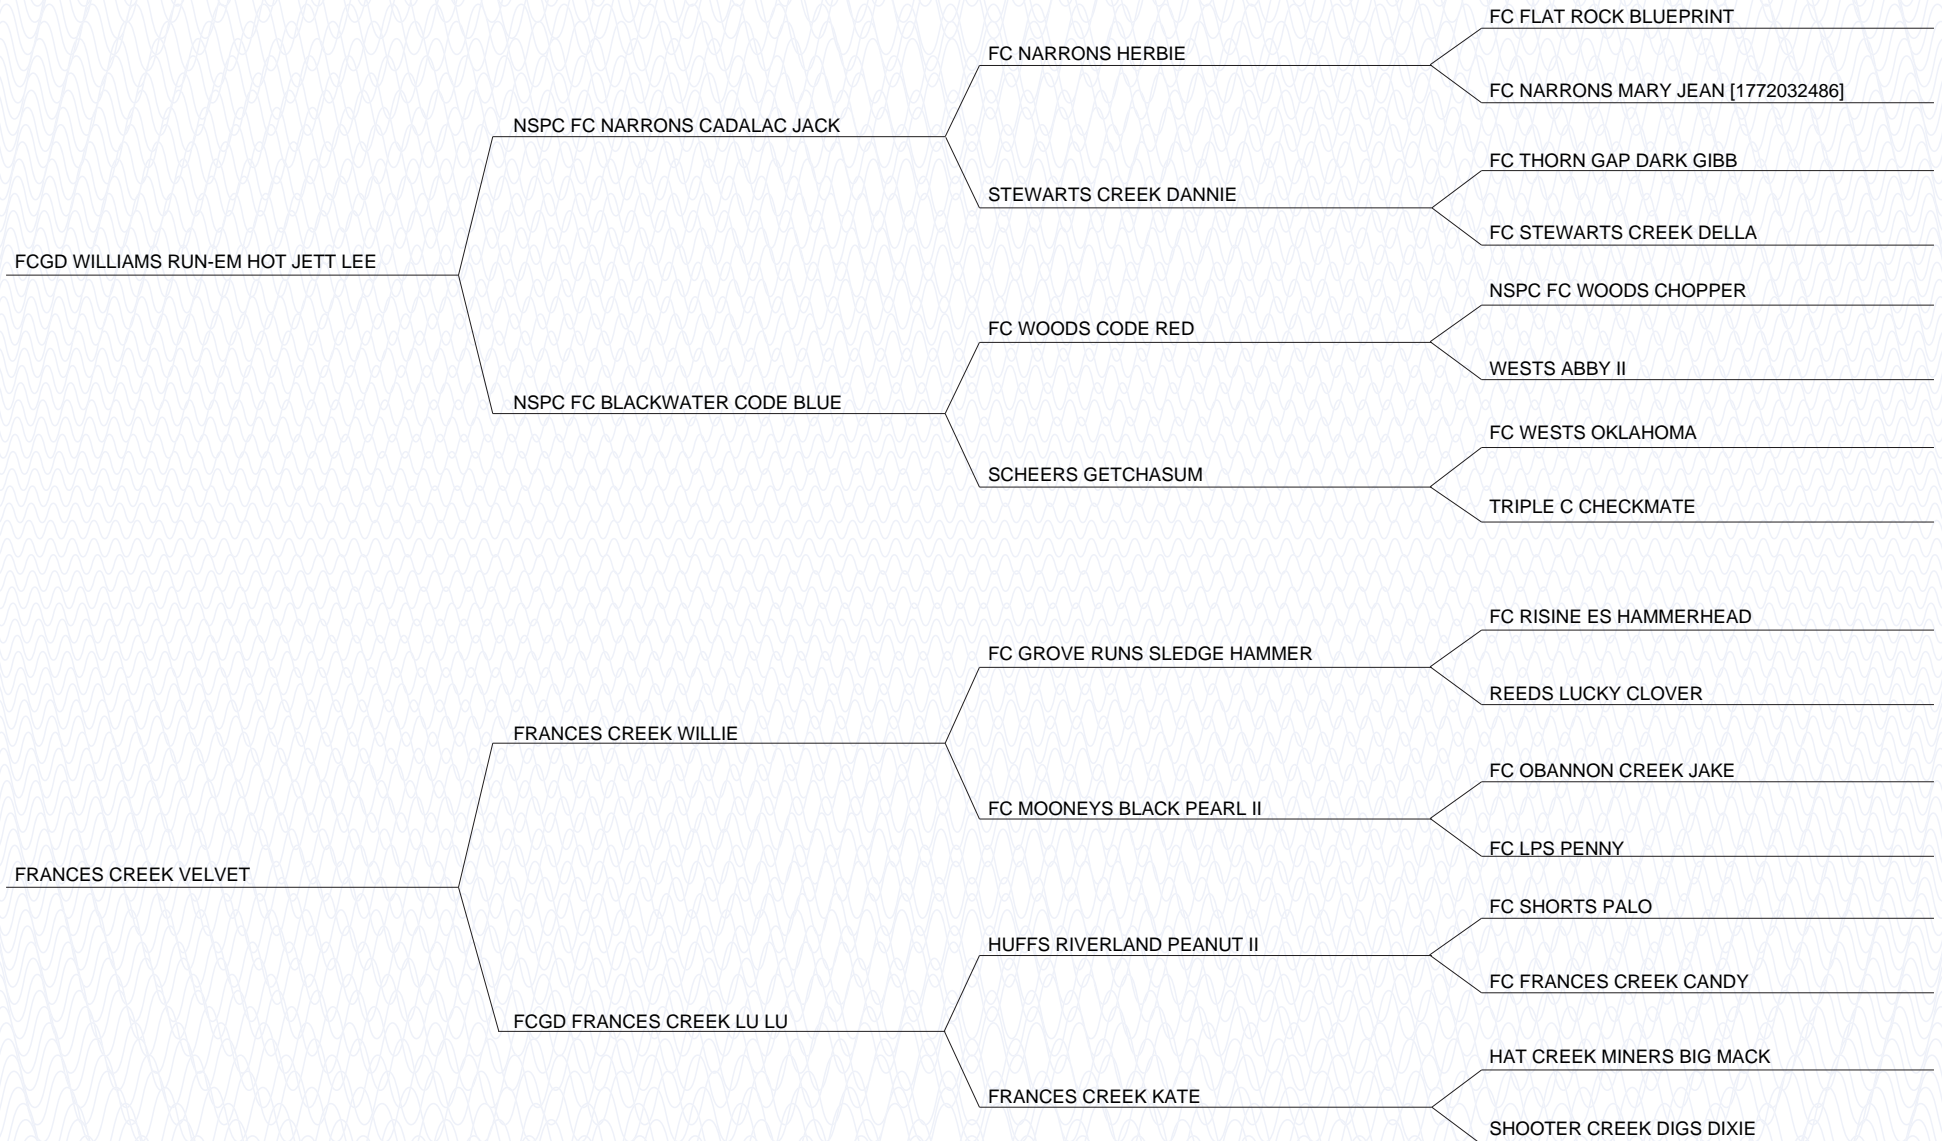 FC FLAT ROCK BLUEPRINT
FC NARRONS HERBIE
FC NARRONS MARY JEAN [1772032486]
NSPC FC NARRONS CADALAC JACK
FC THORN GAP DARK GIBB
STEWARTS CREEK DANNIE
FC STEWARTS CREEK DELLA
FCGD WILLIAMS RUN-EM HOT JETT LEE
NSPC FC WOODS CHOPPER
FC WOODS CODE RED
WESTS ABBY II
NSPC FC BLACKWATER CODE BLUE
FC WESTS OKLAHOMA
SCHEERS GETCHASUM
TRIPLE C CHECKMATE
FC RISINE ES HAMMERHEAD
FC GROVE RUNS SLEDGE HAMMER
REEDS LUCKY CLOVER
FRANCES CREEK WILLIE
FC OBANNON CREEK JAKE
FC MOONEYS BLACK PEARL II
FC LPS PENNY
FRANCES CREEK VELVET
FC SHORTS PALO
HUFFS RIVERLAND PEANUT II
FC FRANCES CREEK CANDY
FCGD FRANCES CREEK LU LU
HAT CREEK MINERS BIG MACK
FRANCES CREEK KATE
SHOOTER CREEK DIGS DIXIE